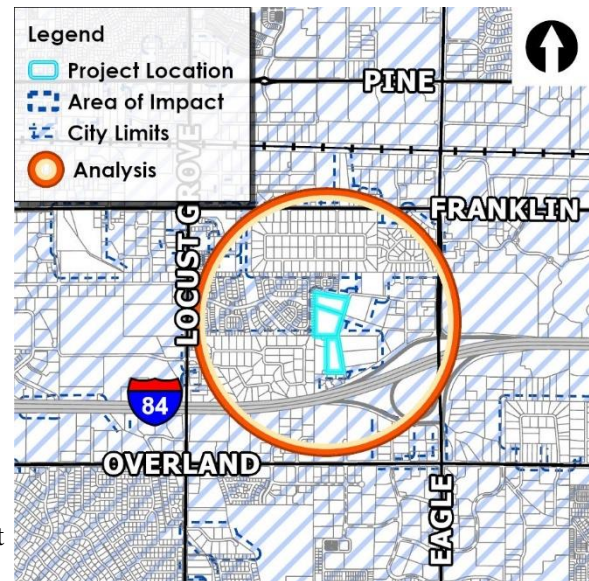 Legend
Project Location
Area of Impact
City Limits
Analysis
PINE
LOCUST GROVE
FRANKLIN
84
OVERLAND
EAGLE
t